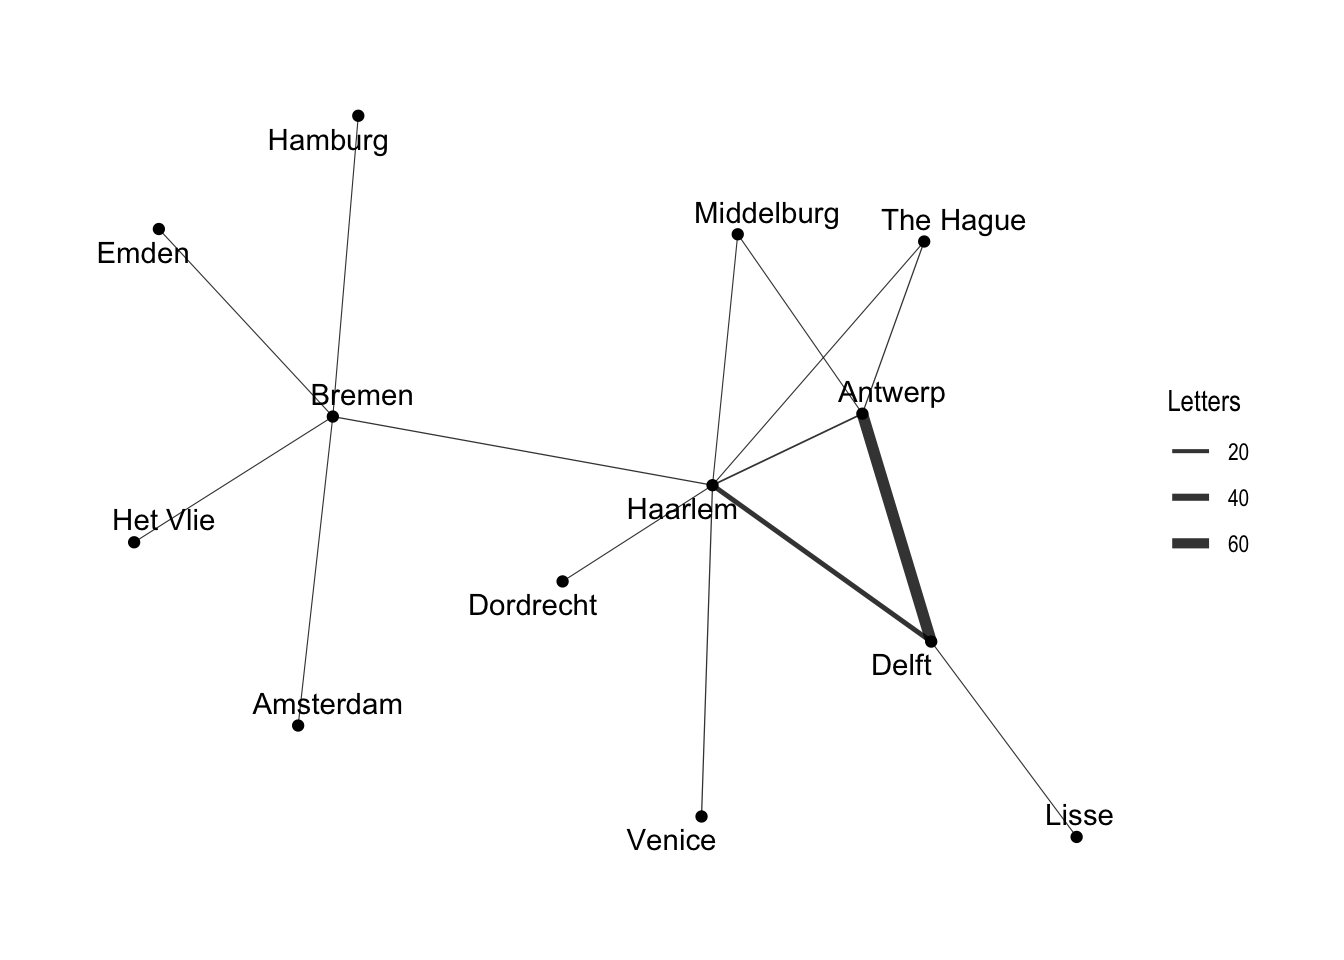 Hamburg
Middelburg
The Hague
Emden
Bremen
Antwerp
Letters
20
40
60
Het Vlie
Haarlem
Dordrecht
Delft
Amsterdam
Lisse
Venice